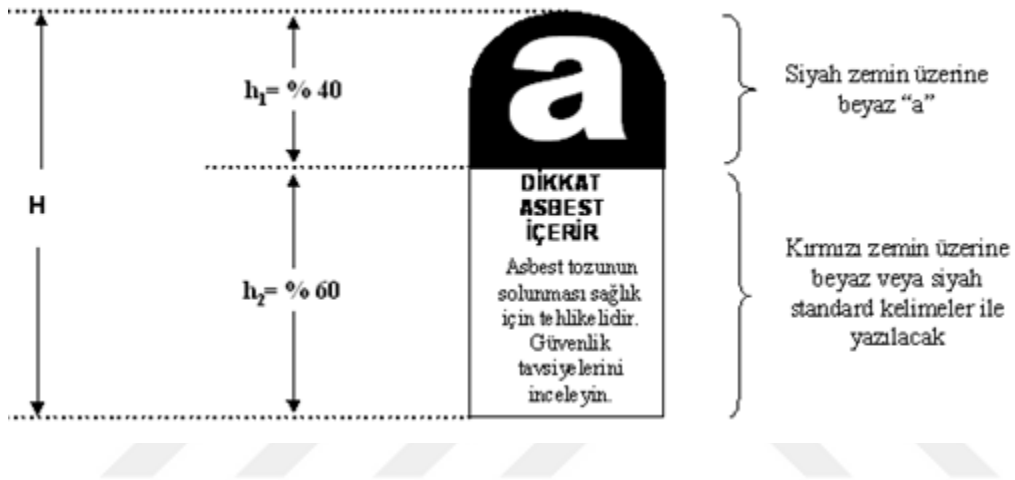 H
h₁= % 40
h₂= % 60
a
DİKKAT
ASBEST
İÇERİR
Asbest tozunun
solunması sağlık
için tehlikelidir.
Güvenlik
tavsiyelerini
inceleyin.
Siyah zemin üzerine
beyaz “a”
Kırmızı zemin üzerine
beyaz veya siyah
standard kelimeler ile
yazılacak